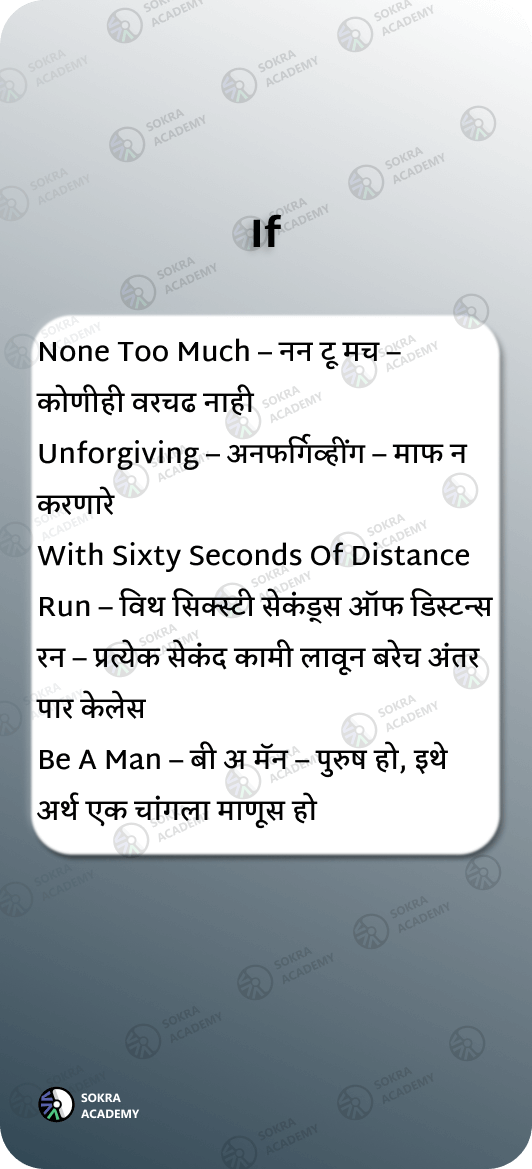 If
None Too Much – नन टू मच –
कोणीही वरचढ नाही
Unforgiving – अनफर्गिव्हींग – माफ न
करणारे
With Sixty Seconds Of Distance
Run – विथ सिक्स्टी सेकंड्स ऑफ डिस्टन्स
रन – प्रत्येक सेकंद कामी लावून बरेच अंतर
पार केलेस
Be A Man – बी अ मॅन – पुरुष हो, इथे
अर्थ एक चांगला माणूस हो
SOKRA
ACADEMY